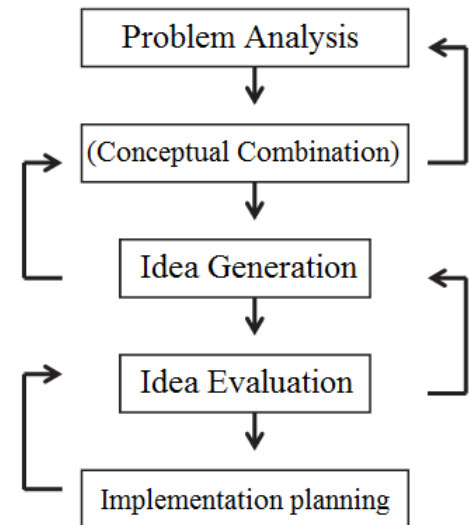 Problem Analysis
(Conceptual Combination)
Idea Generation
Idea Evaluation
Implementation planning